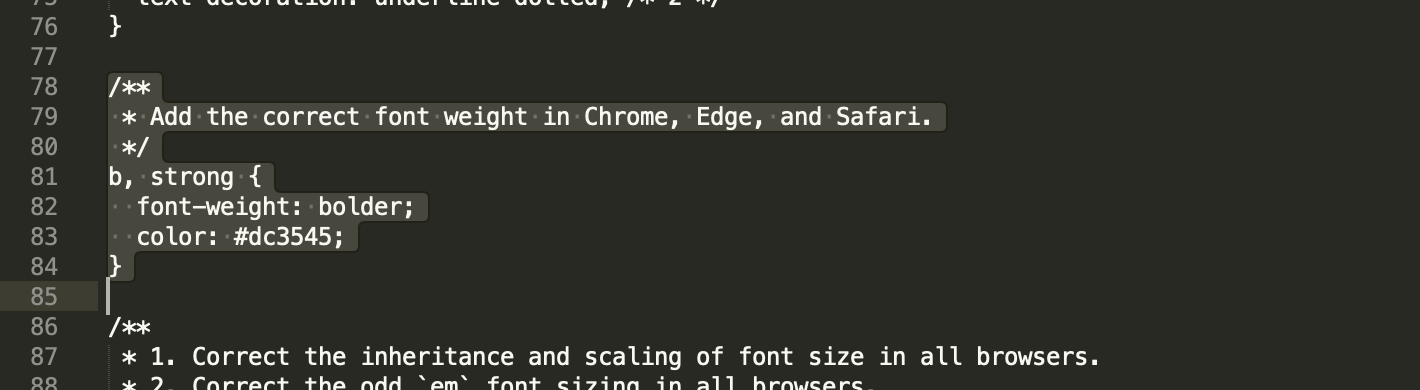 75 text-decoration: underline dotted; /* 2 */
76 }
77
78 /**
79  * Add the correct font weight in Chrome, Edge, and Safari.
80  */
81 b, strong {
82   font-weight: bolder;
83   color: #dc3545;
84 }
85
86 /**
87  * 1. Correct the inheritance and scaling of font size in all browsers.
88  * 2. Correct the odd `em` font sizing in all browsers.